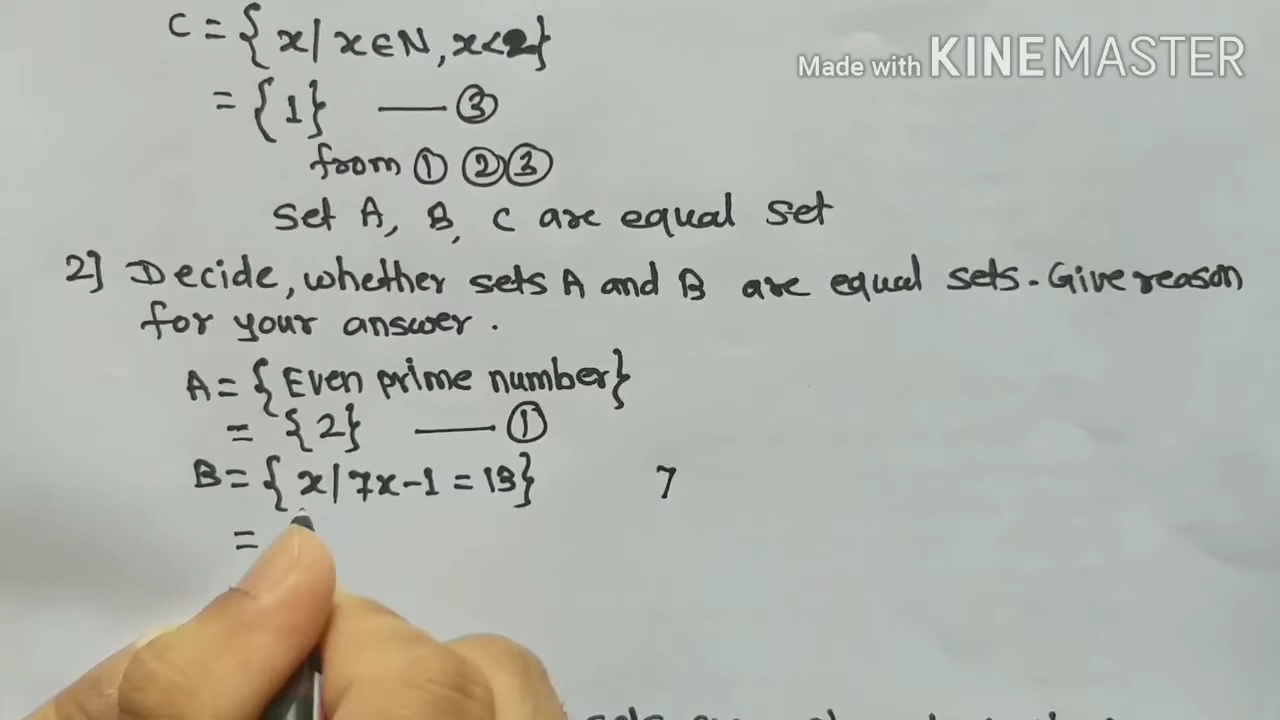 C = { x / x ∈ N, x < 2 }
Made with KINEMASTER
= { 1 } —— ③
from ① ② ③
Set A, B, C are equal set
2] Decide, whether sets A and B are equal sets. Give reason
for your answer.
A = { Even prime number }
= { 2 } —— ①
B = { x / 7x - 1 = 13 } 7
=